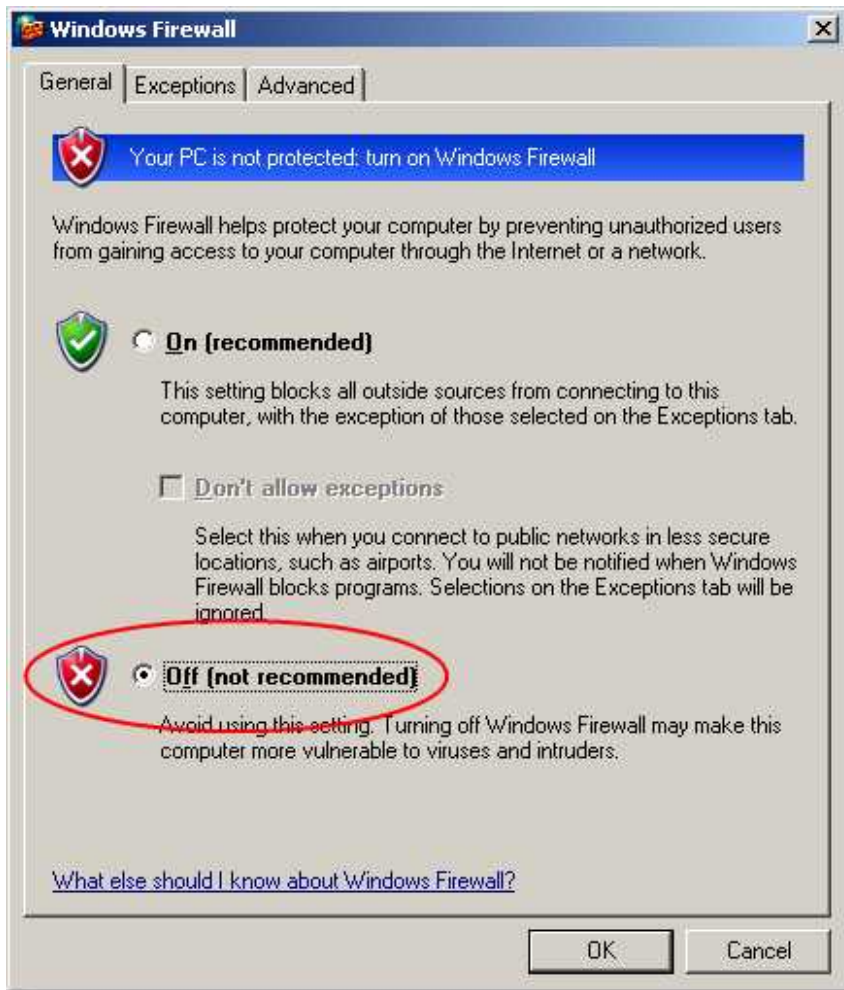 Windows Firewall
General
Exceptions
Advanced
Your PC is not protected: turn on Windows Firewall
Windows Firewall helps protect your computer by preventing unauthorized users
from gaining access to your computer through the Internet or a network.
On (recommended)
This setting blocks all outside sources from connecting to this
computer, with the exception of those selected on the Exceptions tab.
Don't allow exceptions
Select this when you connect to public networks in less secure
locations, such as airports. You will not be notified when Windows
Firewall blocks programs. Selections on the Exceptions tab will be
ignored.
Off (not recommended)
Avoid using this setting. Turning off Windows Firewall may make this
computer more vulnerable to viruses and intruders.
What else should I know about Windows Firewall?
OK
Cancel